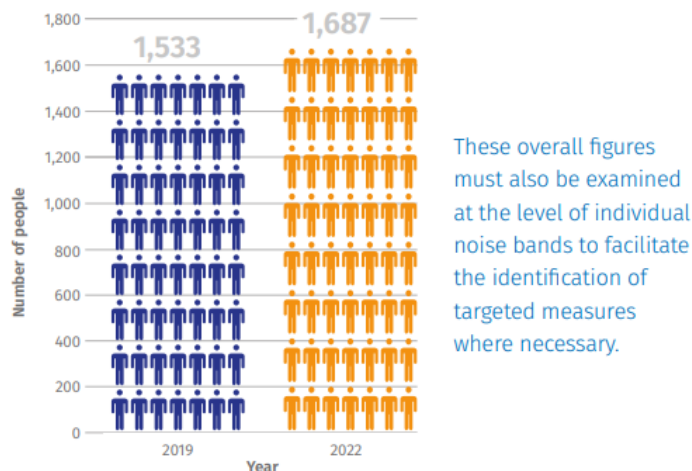 1,800
1,600
1,400
1,200
1,000
800
600
400
200
0
Number of people
1,533
1,687
2019
2022
Year
These overall figures
must also be examined
at the level of individual
noise bands to facilitate
the identification of
targeted measures
where necessary.